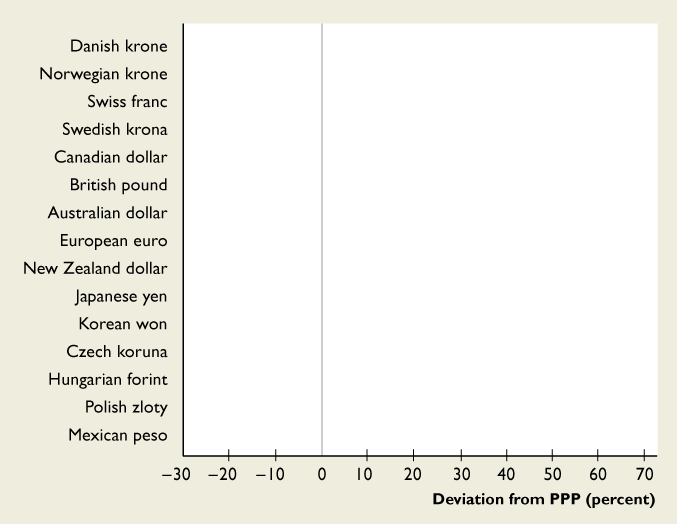 Danish krone
Norwegian krone
Swiss franc
Swedish krona
Canadian dollar
British pound
Australian dollar
European euro
New Zealand dollar
Japanese yen
Korean won
Czech koruna
Hungarian forint
Polish zloty
Mexican peso
−30 −20 −10 0 10 20 30 40 50 60 70
Deviation from PPP (percent)